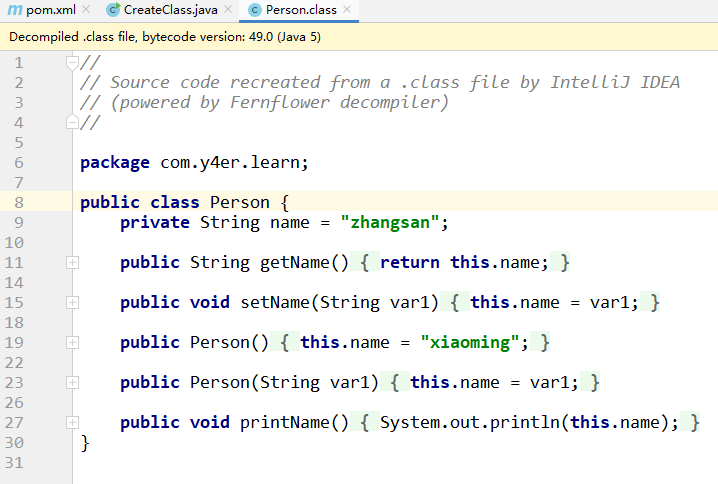 pom.xml CreateClass.java Person.class
Decompiled .class file, bytecode version: 49.0 (Java 5)
1 //
2 // Source code recreated from a .class file by IntelliJ IDEA
3 // (powered by Fernflower decompiler)
4 //
5
6 package com.y4er.learn;
7
8 public class Person {
9     private String name = "zhangsan";
10
11     public String getName() { return this.name; }
14
15     public void setName(String var1) { this.name = var1; }
18
19     public Person() { this.name = "xiaoming"; }
22
23     public Person(String var1) { this.name = var1; }
26
27     public void printName() { System.out.println(this.name); }
30 }
31